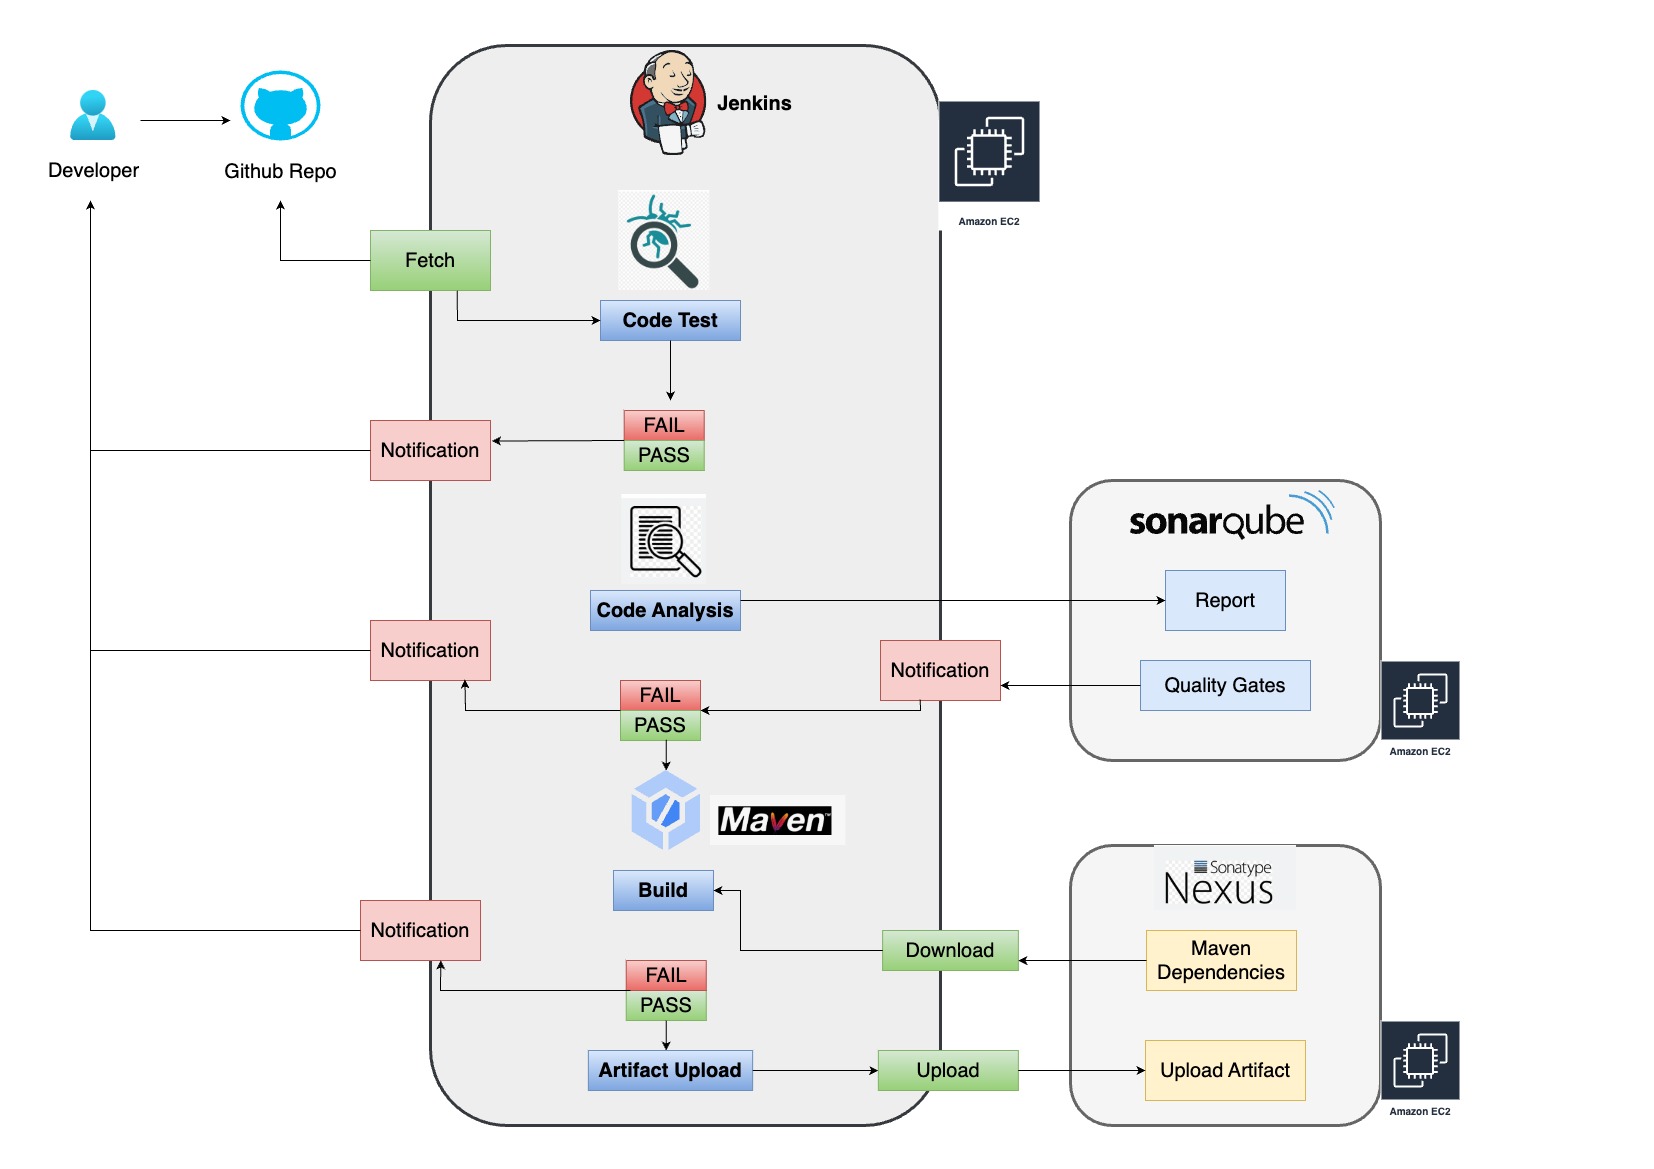 Jenkins
Developer
Github Repo
Amazon EC2
Fetch
Code Test
FAIL
PASS
Notification
sonarqube
Code Analysis
Report
Notification
Notification
Quality Gates
FAIL
PASS
Amazon EC2
Maven™
Sonatype
Nexus
Build
Notification
Download
Maven
Dependencies
FAIL
PASS
Artifact Upload
Upload
Upload Artifact
Amazon EC2